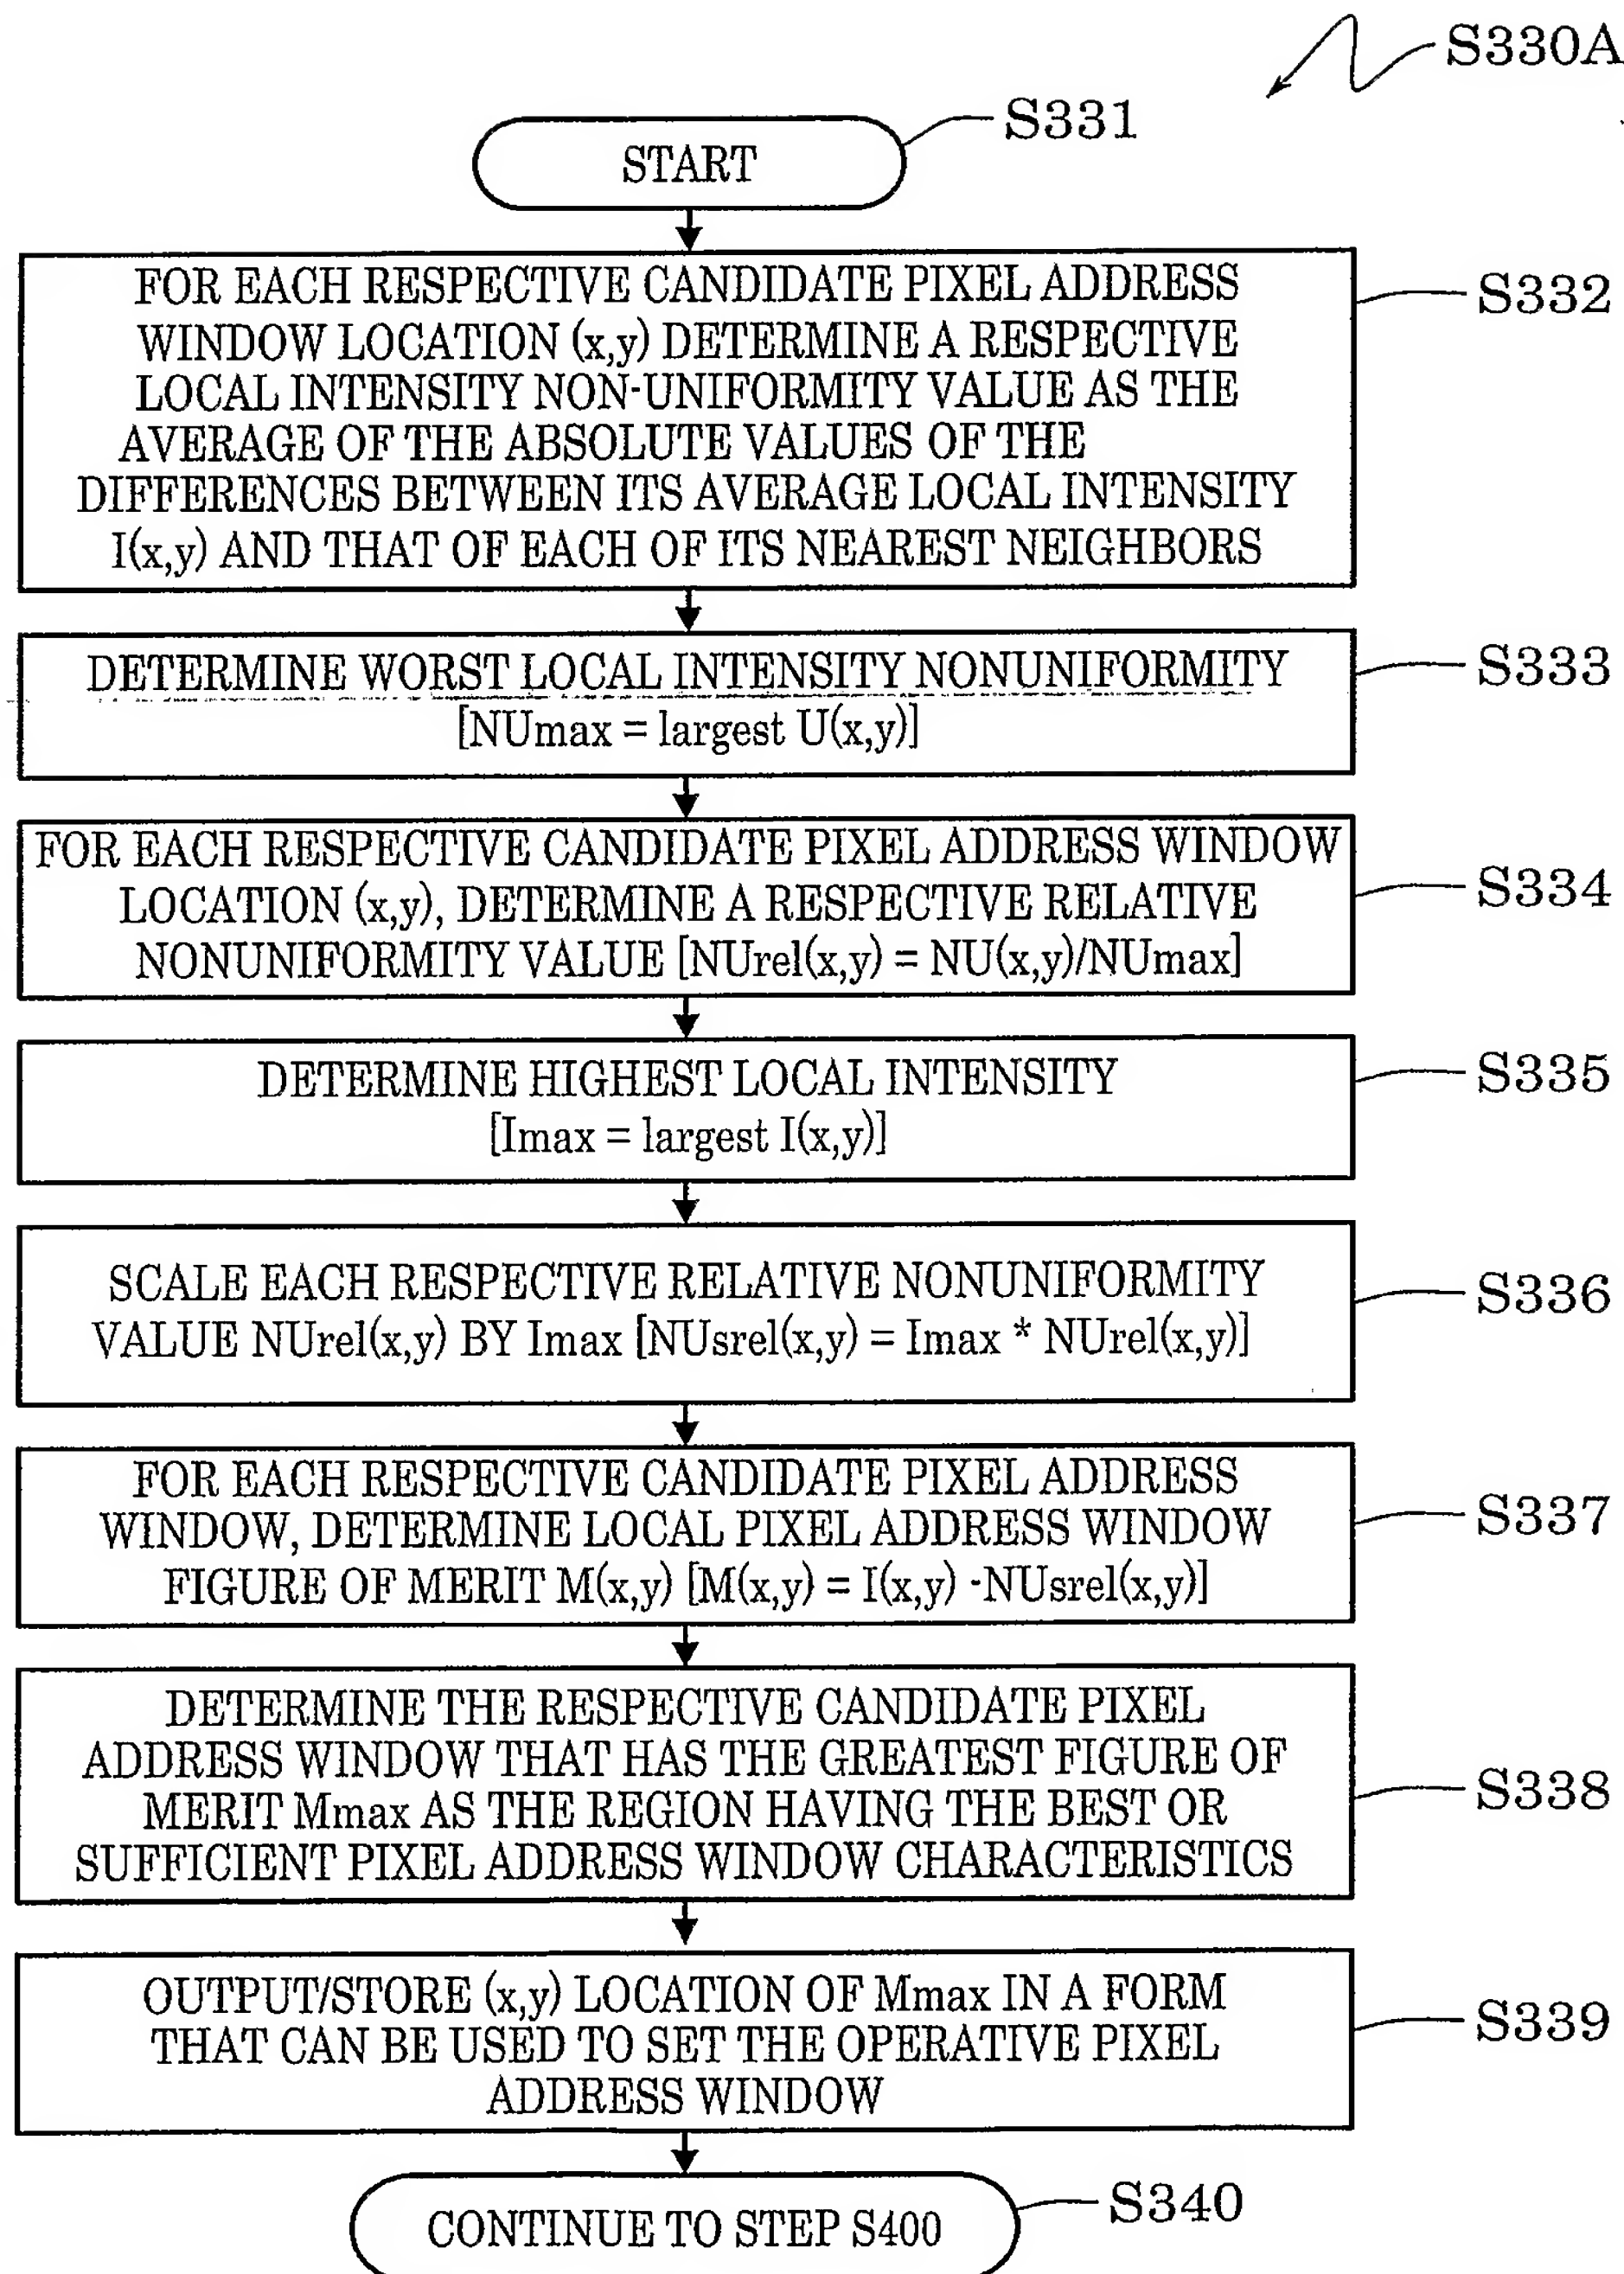 S330A
S331
START
FOR EACH RESPECTIVE CANDIDATE PIXEL ADDRESS
WINDOW LOCATION (x,y) DETERMINE A RESPECTIVE
LOCAL INTENSITY NON-UNIFORMITY VALUE AS THE
AVERAGE OF THE ABSOLUTE VALUES OF THE
DIFFERENCES BETWEEN ITS AVERAGE LOCAL INTENSITY
I(x,y) AND THAT OF EACH OF ITS NEAREST NEIGHBORS
S332
DETERMINE WORST LOCAL INTENSITY NONUNIFORMITY
[NUmax = largest U(x,y)]
S333
FOR EACH RESPECTIVE CANDIDATE PIXEL ADDRESS WINDOW
LOCATION (x,y), DETERMINE A RESPECTIVE RELATIVE
NONUNIFORMITY VALUE [NUrel(x,y) = NU(x,y)/NUmax]
S334
DETERMINE HIGHEST LOCAL INTENSITY
[Imax = largest I(x,y)]
S335
SCALE EACH RESPECTIVE RELATIVE NONUNIFORMITY
VALUE NUrel(x,y) BY Imax [NUsrel(x,y) = Imax * NUrel(x,y)]
S336
FOR EACH RESPECTIVE CANDIDATE PIXEL ADDRESS
WINDOW, DETERMINE LOCAL PIXEL ADDRESS WINDOW
FIGURE OF MERIT M(x,y) [M(x,y) = I(x,y) -NUsrel(x,y)]
S337
DETERMINE THE RESPECTIVE CANDIDATE PIXEL
ADDRESS WINDOW THAT HAS THE GREATEST FIGURE OF
MERIT Mmax AS THE REGION HAVING THE BEST OR
SUFFICIENT PIXEL ADDRESS WINDOW CHARACTERISTICS
S338
OUTPUT/STORE (x,y) LOCATION OF Mmax IN A FORM
THAT CAN BE USED TO SET THE OPERATIVE PIXEL
ADDRESS WINDOW
S339
CONTINUE TO STEP S400
S340